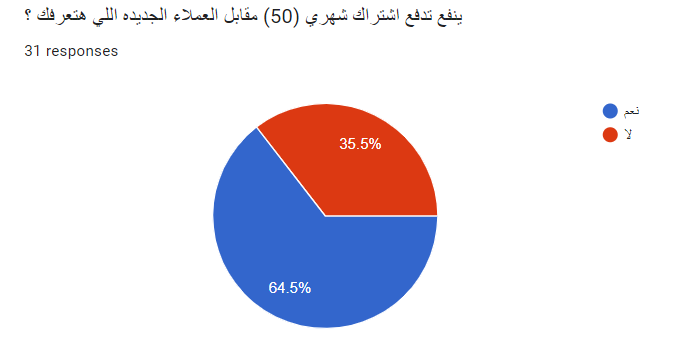 ينفع تدفع اشتراك شهري (50) مقابل العملاء الجديده اللي هتعرفك ؟
31 responses
نعم
لا
35.5%
64.5%